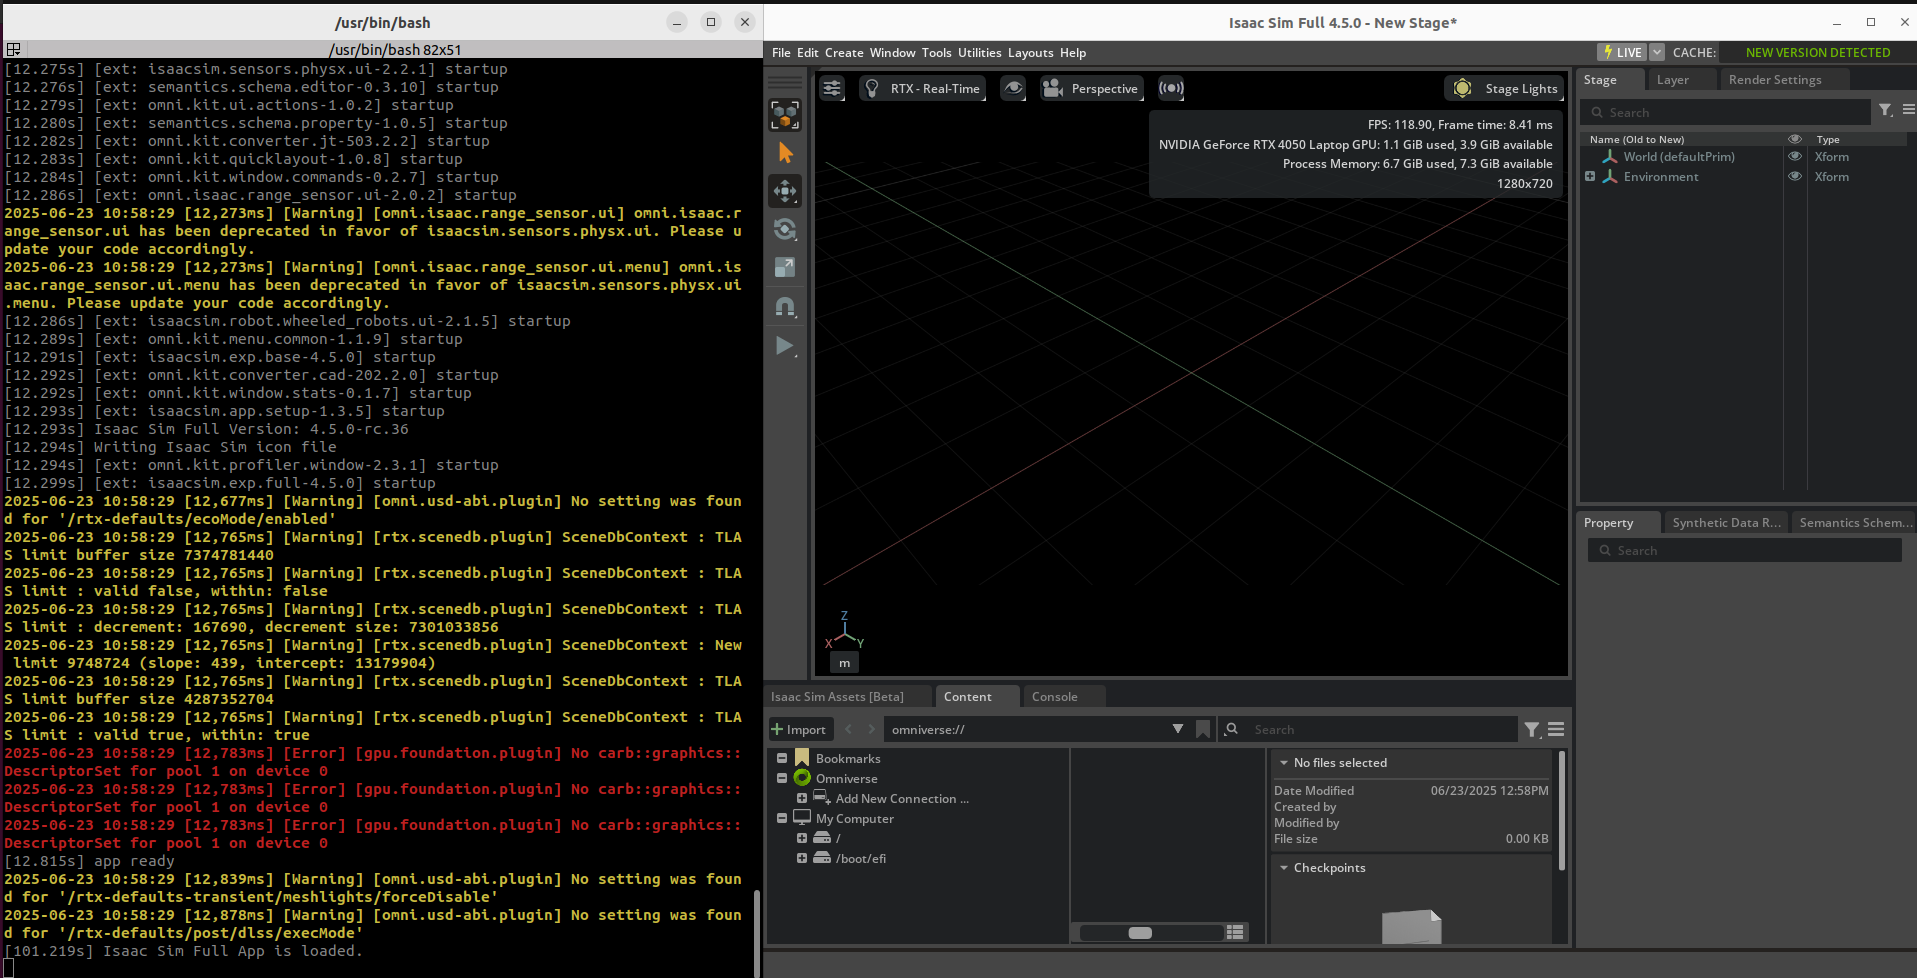 /usr/bin/bash
/usr/bin/bash 82x51
[12.275s] [ext: isaacsim.sensors.physx.ui-2.2.1] startup
[12.276s] [ext: semantics.schema.editor-0.3.10] startup
[12.279s] [ext: omni.kit.ui.actions-1.0.2] startup
[12.280s] [ext: semantics.schema.property-1.0.5] startup
[12.282s] [ext: omni.kit.converter.jt-503.2.2] startup
[12.283s] [ext: omni.kit.quicklayout-1.0.8] startup
[12.284s] [ext: omni.kit.window.commands-0.2.7] startup
[12.286s] [ext: omni.isaac.range_sensor.ui-2.0.2] startup
2025-06-23 10:58:29 [12,273ms] [Warning] [omni.isaac.range_sensor.ui] omni.isaac.r
ange_sensor.ui has been deprecated in favor of isaacsim.sensors.physx.ui. Please u
pdate your code accordingly.
2025-06-23 10:58:29 [12,273ms] [Warning] [omni.isaac.range_sensor.ui.menu] omni.is
aac.range_sensor.ui.menu has been deprecated in favor of isaacsim.sensors.physx.ui
.menu. Please update your code accordingly.
[12.286s] [ext: isaacsim.robot.wheeled_robots.ui-2.1.5] startup
[12.289s] [ext: omni.kit.menu.common-1.1.9] startup
[12.291s] [ext: isaacsim.exp.base-4.5.0] startup
[12.292s] [ext: omni.kit.converter.cad-202.2.0] startup
[12.292s] [ext: omni.kit.window.stats-0.1.7] startup
[12.293s] [ext: isaacsim.app.setup-1.3.5] startup
[12.293s] Isaac Sim Full Version: 4.5.0-rc.36
[12.294s] Writing Isaac Sim icon file
[12.294s] [ext: omni.kit.profiler.window-2.3.1] startup
[12.299s] [ext: isaacsim.exp.full-4.5.0] startup
2025-06-23 10:58:29 [12,677ms] [Warning] [omni.usd-abi.plugin] No setting was foun
d for '/rtx-defaults/ecoMode/enabled'
2025-06-23 10:58:29 [12,765ms] [Warning] [rtx.scenedb.plugin] SceneDbContext : TLA
S limit buffer size 7374781440
2025-06-23 10:58:29 [12,765ms] [Warning] [rtx.scenedb.plugin] SceneDbContext : TLA
S limit : valid false, within: false
2025-06-23 10:58:29 [12,765ms] [Warning] [rtx.scenedb.plugin] SceneDbContext : TLA
S limit : decrement: 167690, decrement size: 7301033856
2025-06-23 10:58:29 [12,765ms] [Warning] [rtx.scenedb.plugin] SceneDbContext : New
 limit 9748724 (slope: 439, intercept: 13179904)
2025-06-23 10:58:29 [12,765ms] [Warning] [rtx.scenedb.plugin] SceneDbContext : TLA
S limit buffer size 4287352704
2025-06-23 10:58:29 [12,765ms] [Warning] [rtx.scenedb.plugin] SceneDbContext : TLA
S limit : valid true, within: true
2025-06-23 10:58:29 [12,783ms] [Error] [gpu.foundation.plugin] No carb::graphics::
DescriptorSet for pool 1 on device 0
2025-06-23 10:58:29 [12,783ms] [Error] [gpu.foundation.plugin] No carb::graphics::
DescriptorSet for pool 1 on device 0
2025-06-23 10:58:29 [12,783ms] [Error] [gpu.foundation.plugin] No carb::graphics::
DescriptorSet for pool 1 on device 0
[12.815s] app ready
2025-06-23 10:58:29 [12,839ms] [Warning] [omni.usd-abi.plugin] No setting was foun
d for '/rtx-defaults-transient/meshlights/forceDisable'
2025-06-23 10:58:29 [12,878ms] [Warning] [omni.usd-abi.plugin] No setting was foun
d for '/rtx-defaults/post/dlss/execMode'
[101.219s] Isaac Sim Full App is loaded.
Isaac Sim Full 4.5.0 - New Stage*
File Edit Create Window Tools Utilities Layouts Help
LIVE CACHE: NEW VERSION DETECTED
RTX - Real-Time Perspective Stage Lights
FPS: 118.90, Frame time: 8.41 ms
NVIDIA GeForce RTX 4050 Laptop GPU: 1.1 GiB used, 3.9 GiB available
Process Memory: 6.7 GiB used, 7.3 GiB available
1280x720
Z
X Y
m
Stage Layer Render Settings
Search
Name (Old to New) Type
World (defaultPrim) Xform
Environment Xform
Property Synthetic Data R... Semantics Schem...
Search
Isaac Sim Assets [Beta] Content Console
Import omniverse:// Search
Bookmarks
Omniverse
Add New Connection ...
My Computer
/
/boot/efi
No files selected
Date Modified 06/23/2025 12:58PM
Created by
Modified by
File size 0.00 KB
Checkpoints